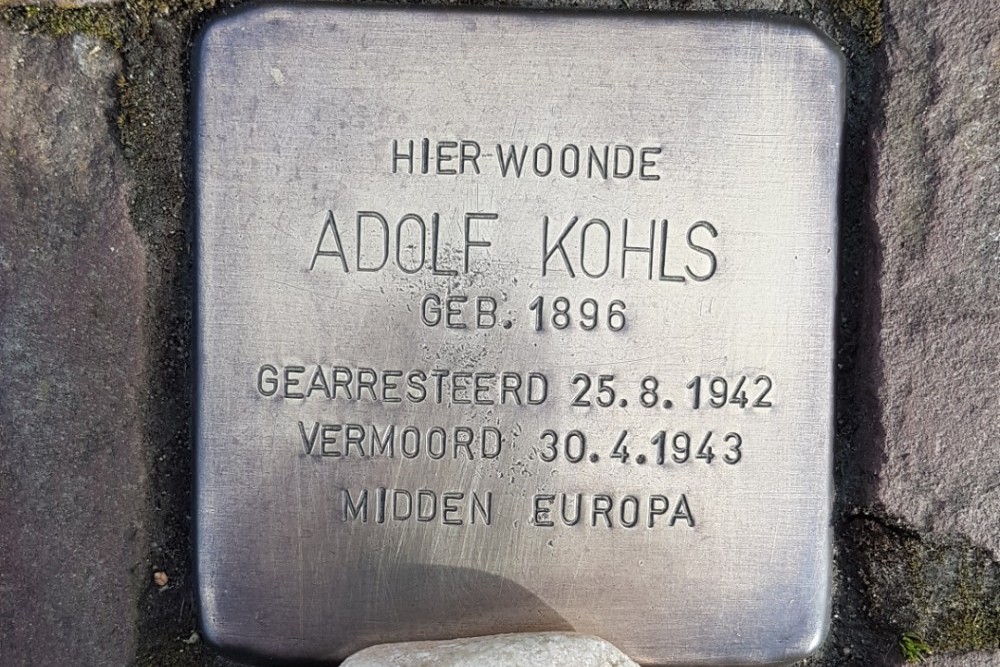 HIER WOONDE
ADOLF KOHLS
GEB. 1896
GEARRESTEERD 25.8.1942
VERMOORD 30.4.1943
MIDDEN EUROPA